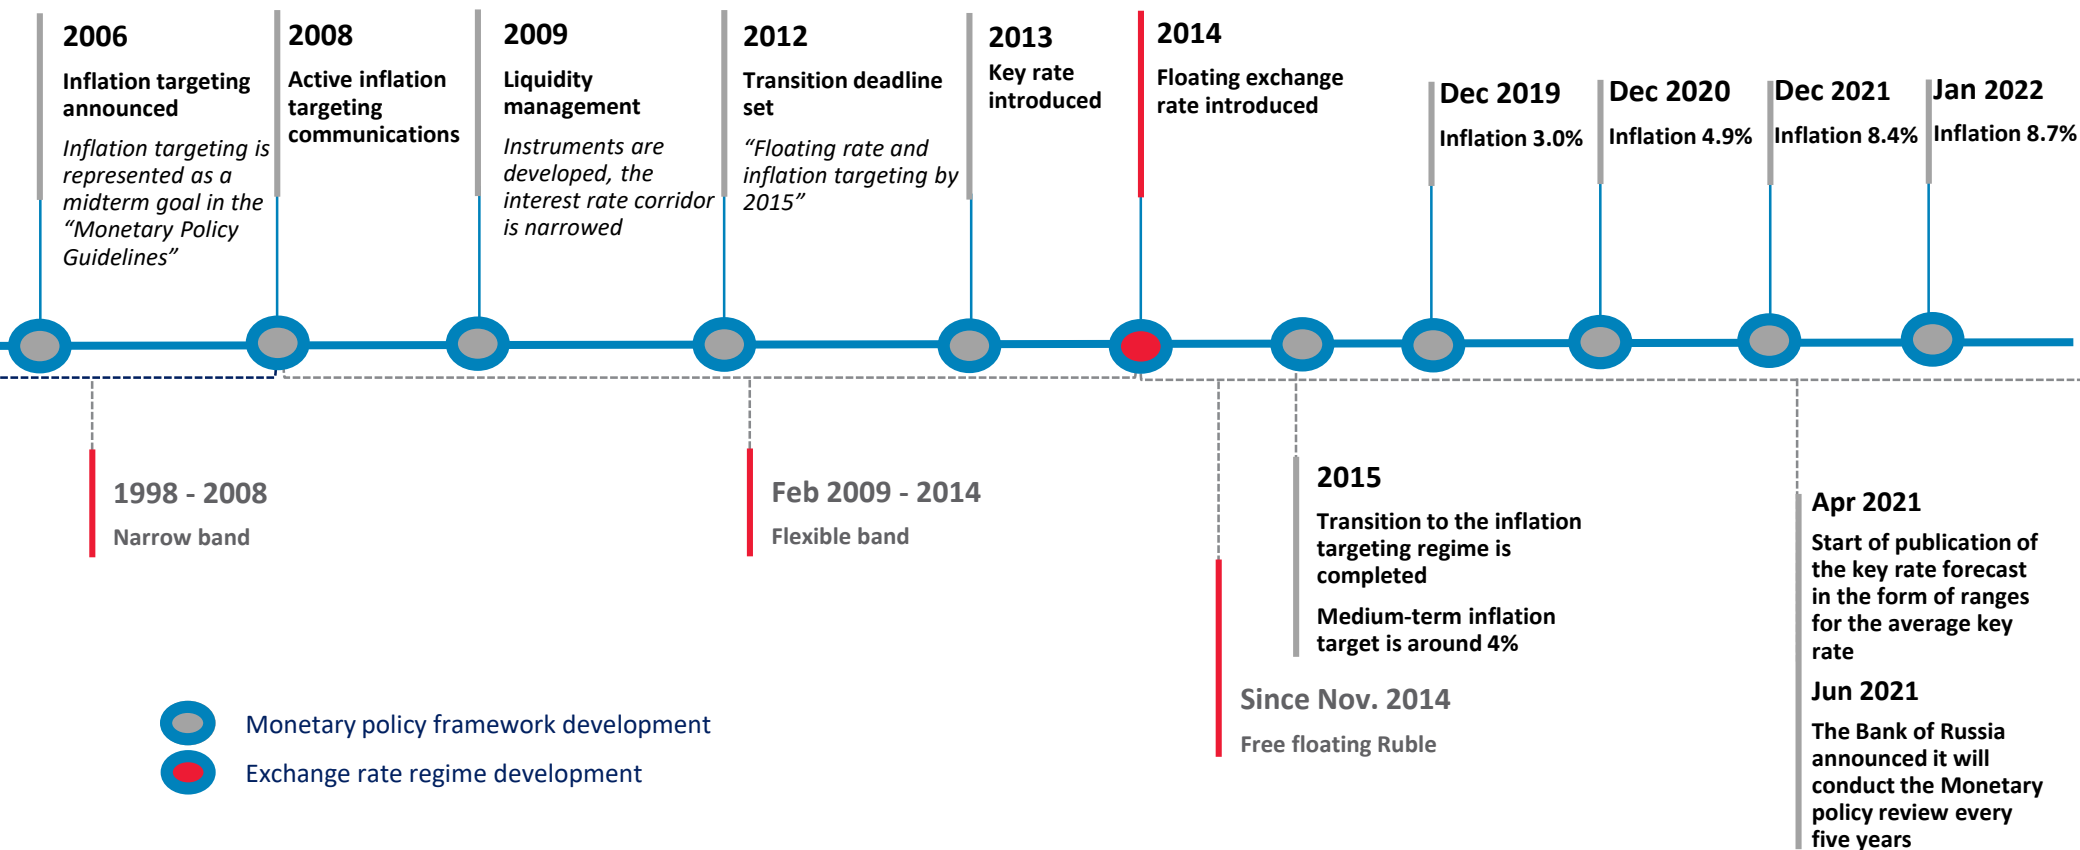 2006
Inflation targeting
announced
Inflation targeting is
represented as a
midterm goal in the
“Monetary Policy
Guidelines”
2008
Active inflation
targeting
communications
2009
Liquidity
management
Instruments are
developed, the
interest rate corridor
is narrowed
2012
Transition deadline
set
“Floating rate and
inflation targeting by
2015”
2013
Key rate
introduced
2014
Floating exchange
rate introduced
Dec 2019
Inflation 3.0%
Dec 2020
Inflation 4.9%
Dec 2021
Inflation 8.4%
Jan 2022
Inflation 8.7%
1998 - 2008
Narrow band
Feb 2009 - 2014
Flexible band
2015
Transition to the inflation
targeting regime is
completed
Medium-term inflation
target is around 4%
Since Nov. 2014
Free floating Ruble
Apr 2021
Start of publication of
the key rate forecast
in the form of ranges
for the average key
rate
Jun 2021
The Bank of Russia
announced it will
conduct the Monetary
policy review every
five years
Monetary policy framework development
Exchange rate regime development